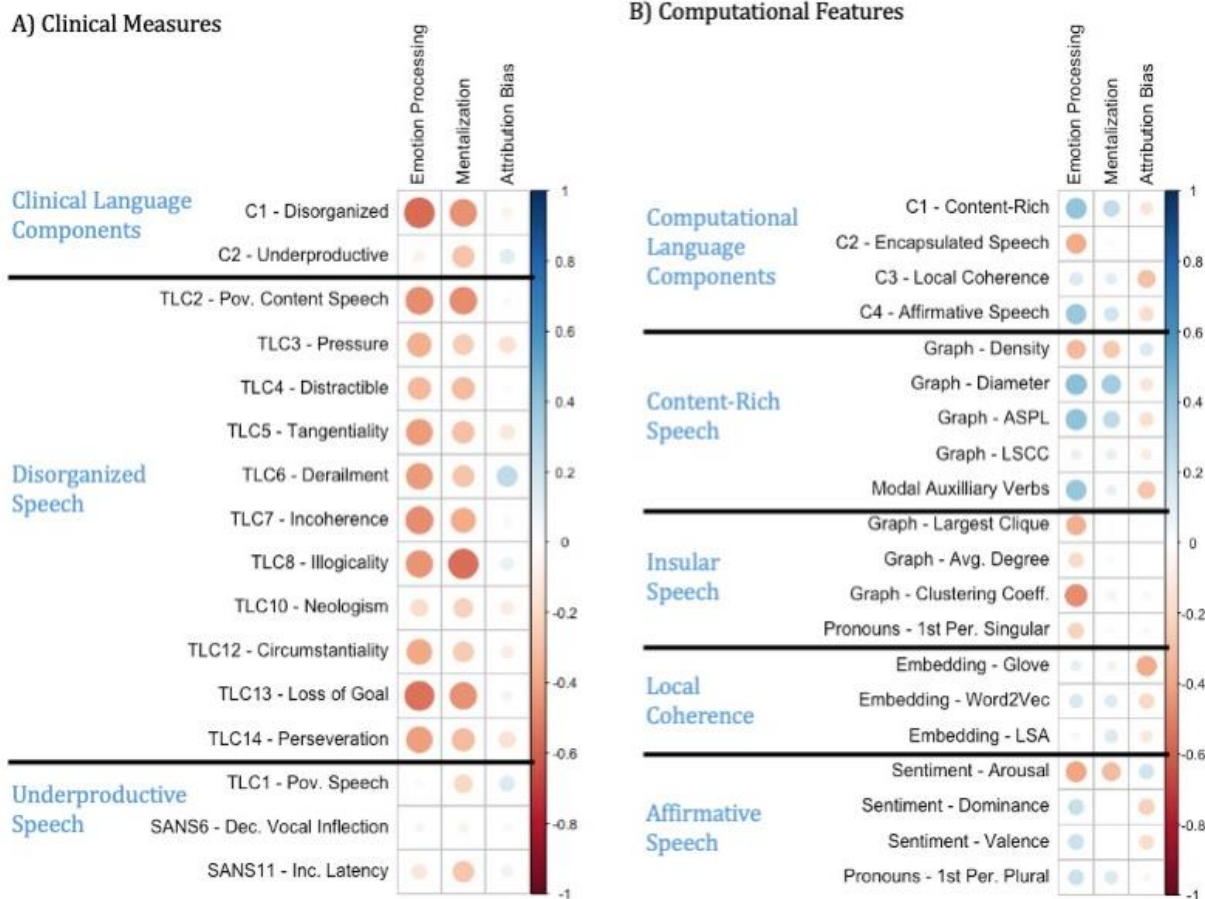 A) Clinical Measures
Emotion Processing
Mentalization
Attribution Bias
Clinical Language
Components
C1 - Disorganized
C2 - Underproductive
Disorganized
Speech
TLC2 - Pov. Content Speech
TLC3 - Pressure
TLC4 - Distractible
TLC5 - Tangentiality
TLC6 - Derailment
TLC7 - Incoherence
TLC8 - Illogicality
TLC10 - Neologism
TLC12 - Circumstantiality
TLC13 - Loss of Goal
TLC14 - Perseveration
Underproductive
Speech
TLC1 - Pov. Speech
SANS6 - Dec. Vocal Inflection
SANS11 - Inc. Latency
1
0.8
0.6
0.4
0.2
0
-0.2
-0.4
-0.6
-0.8
-1
B) Computational Features
Emotion Processing
Mentalization
Attribution Bias
Computational
Language
Components
C1 - Content-Rich
C2 - Encapsulated Speech
C3 - Local Coherence
C4 - Affirmative Speech
Content-Rich
Speech
Graph - Density
Graph - Diameter
Graph - ASPL
Graph - LSCC
Modal Auxilliary Verbs
Insular
Speech
Graph - Largest Clique
Graph - Avg. Degree
Graph - Clustering Coeff.
Pronouns - 1st Per. Singular
Local
Coherence
Embedding - Glove
Embedding - Word2Vec
Embedding - LSA
Affirmative
Speech
Sentiment - Arousal
Sentiment - Dominance
Sentiment - Valence
Pronouns - 1st Per. Plural
1
0.8
0.6
0.4
0.2
0
-0.2
-0.4
-0.6
-0.8
-1